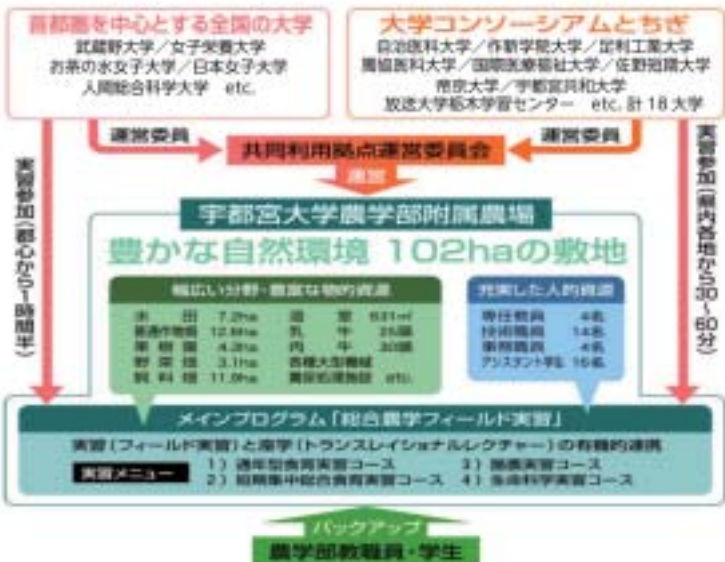 首都圏を中心とする全国の大学
武蔵野大学／女子栄養大学
お茶の水女子大学／日本女子大学
人間総合科学大学 etc.
大学コンソーシアムとちぎ
自治医科大学／作新学院大学／足利工業大学
獨協医科大学／国際医療福祉大学／佐野短期大学
帝京大学／宇都宮共和大学
放送大学栃木学習センター etc. 計18大学
運営委員
運営委員
共同利用拠点運営委員会
運営
実習参加(都心から1時間半)
実習参加(県内各地から30～60分)
宇都宮大学農学部附属農場
豊かな自然環境 102haの敷地
幅広い分野・豊富な物的資源
水田 7.2ha 温室 631㎡
普通作物畑 12.6ha 乳牛 25頭
果樹園 4.3ha 肉牛 30頭
野菜畑 3.1ha 各種大型機械
飼料畑 11.9ha etc.
充実した人的資源
専任教員 4名
技術職員 14名
事務職員 4名
アシスタント学生 16名
メインプログラム「総合農学フィールド実習」
実習(フィールド実習)と座学(トランスレイショナルレクチャー)の有機的連携
実習メニュー
1) 通年型食育実習コース 3) 酪農実習コース
2) 短期集中総合食育実習コース 4) 生命科学実習コース
バックアップ
農学部教職員・学生